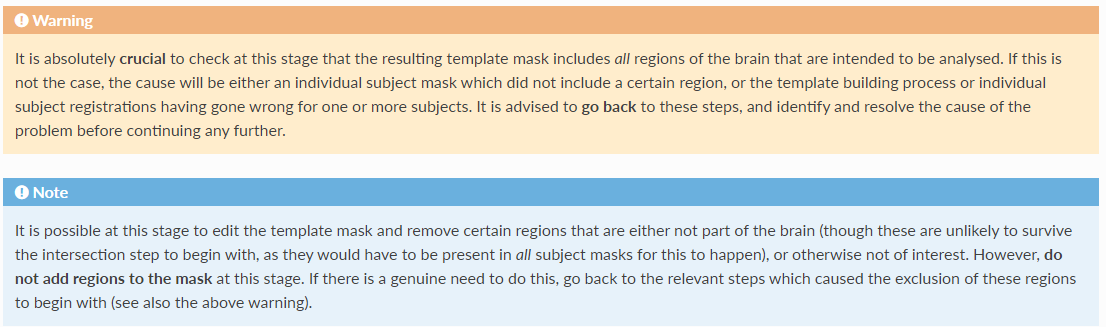 Warning
It is absolutely crucial to check at this stage that the resulting template mask includes all regions of the brain that are intended to be analysed. If this is
not the case, the cause will be either an individual subject mask which did not include a certain region, or the template building process or individual
subject registrations having gone wrong for one or more subjects. It is advised to go back to these steps, and identify and resolve the cause of the
problem before continuing any further.
Note
It is possible at this stage to edit the template mask and remove certain regions that are either not part of the brain (though these are unlikely to survive
the intersection step to begin with, as they would have to be present in all subject masks for this to happen), or otherwise not of interest. However, do
not add regions to the mask at this stage. If there is a genuine need to do this, go back to the relevant steps which caused the exclusion of these regions
to begin with (see also the above warning).